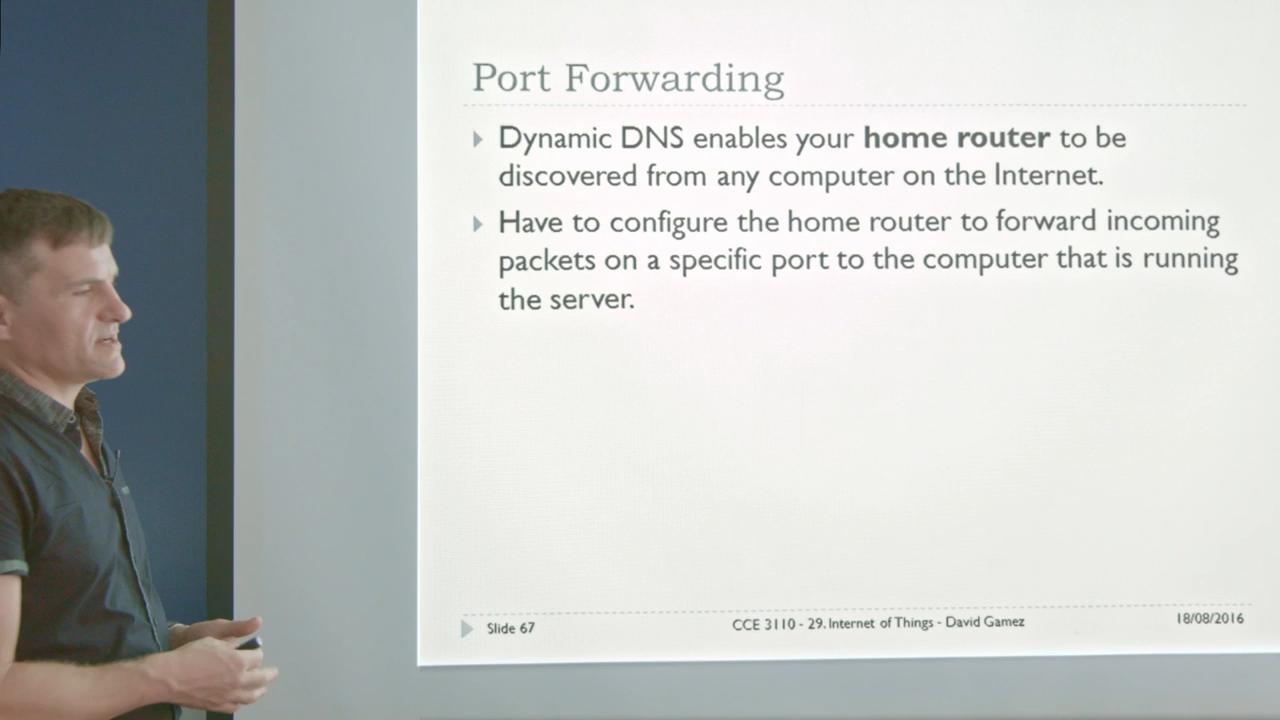 Port Forwarding
Dynamic DNS enables your home router to be
discovered from any computer on the Internet.
Have to configure the home router to forward incoming
packets on a specific port to the computer that is running
the server.
Slide 67
CCE 3110 - 29. Internet of Things - David Gamez
18/08/2016